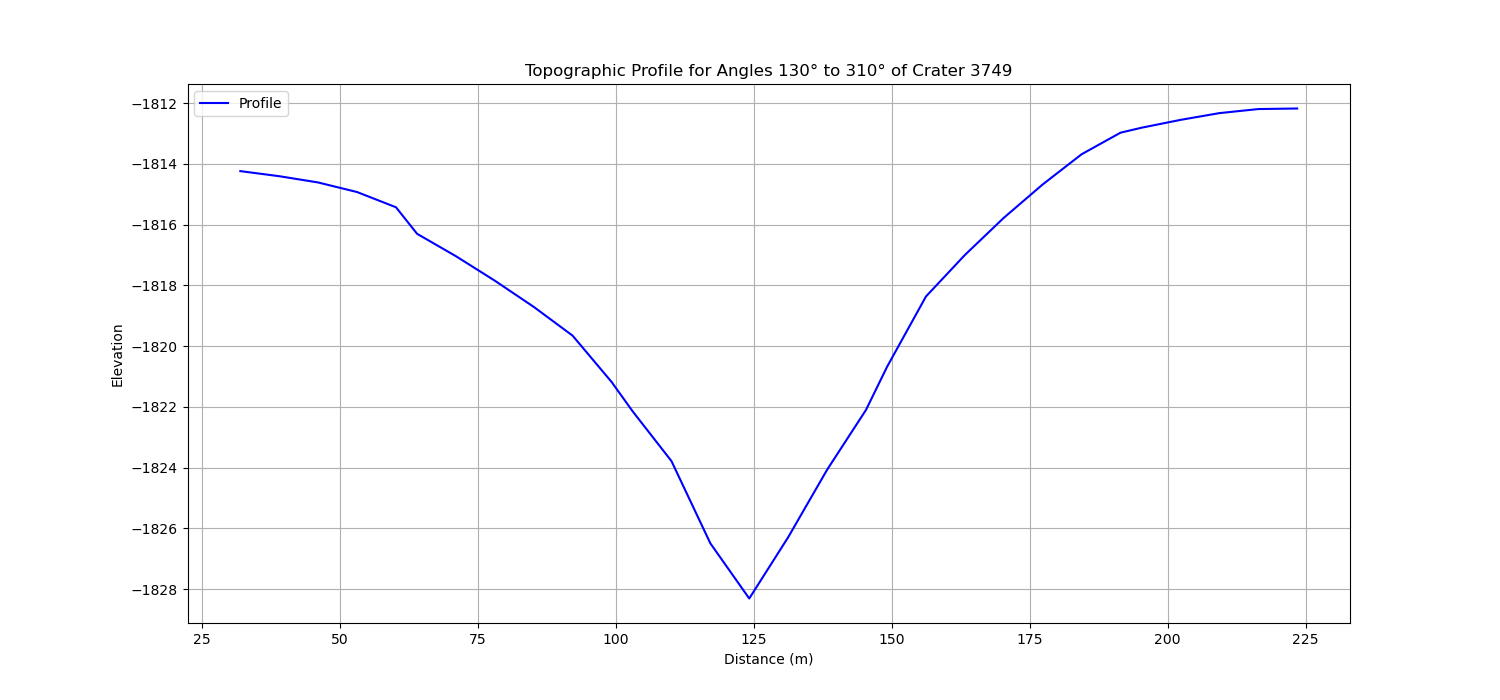 Topographic Profile for Angles 130° to 310° of Crater 3749
Profile
−1812
−1814
−1816
−1818
−1820
−1822
−1824
−1826
−1828
Elevation
25 50 75 100 125 150 175 200 225
Distance (m)